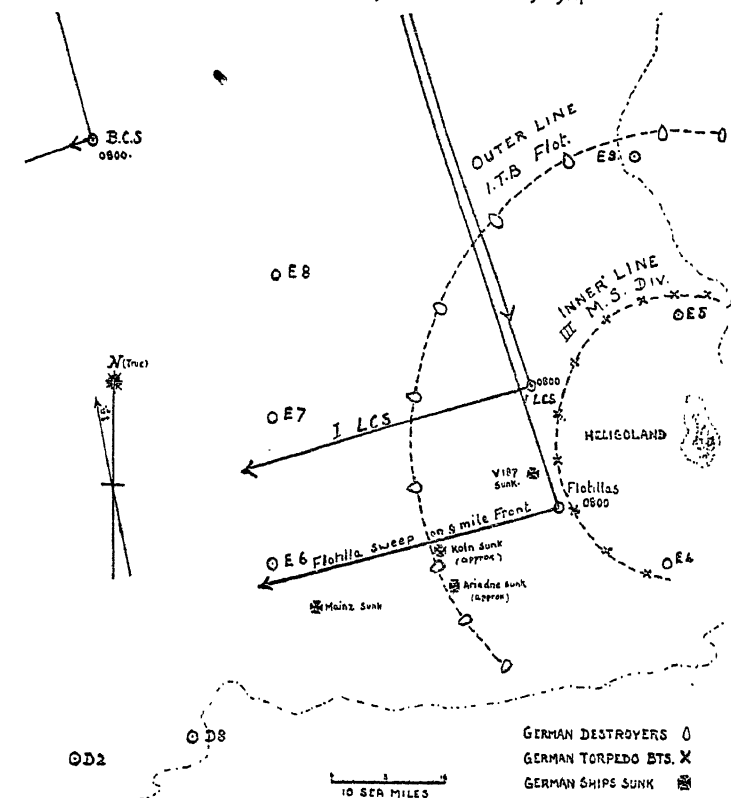 B.C.S
0800.
OUTER LINE
I.T.B Flot.
E9
E8
INNER LINE
III M.S. DIV.
E5
N (True)
0800
I LCS
E7
I LCS
HELIGOLAND
V187
Sunk.
Flotillas
0800
Flotilla sweep on 8 mile Front
E6
Koln Sunk
(approx)
E4
Ariadne Sunk
(approx)
Mainz Sunk
D8
D2
GERMAN DESTROYERS
GERMAN TORPEDO BTS.
GERMAN SHIPS SUNK
5
10 SEA MILES